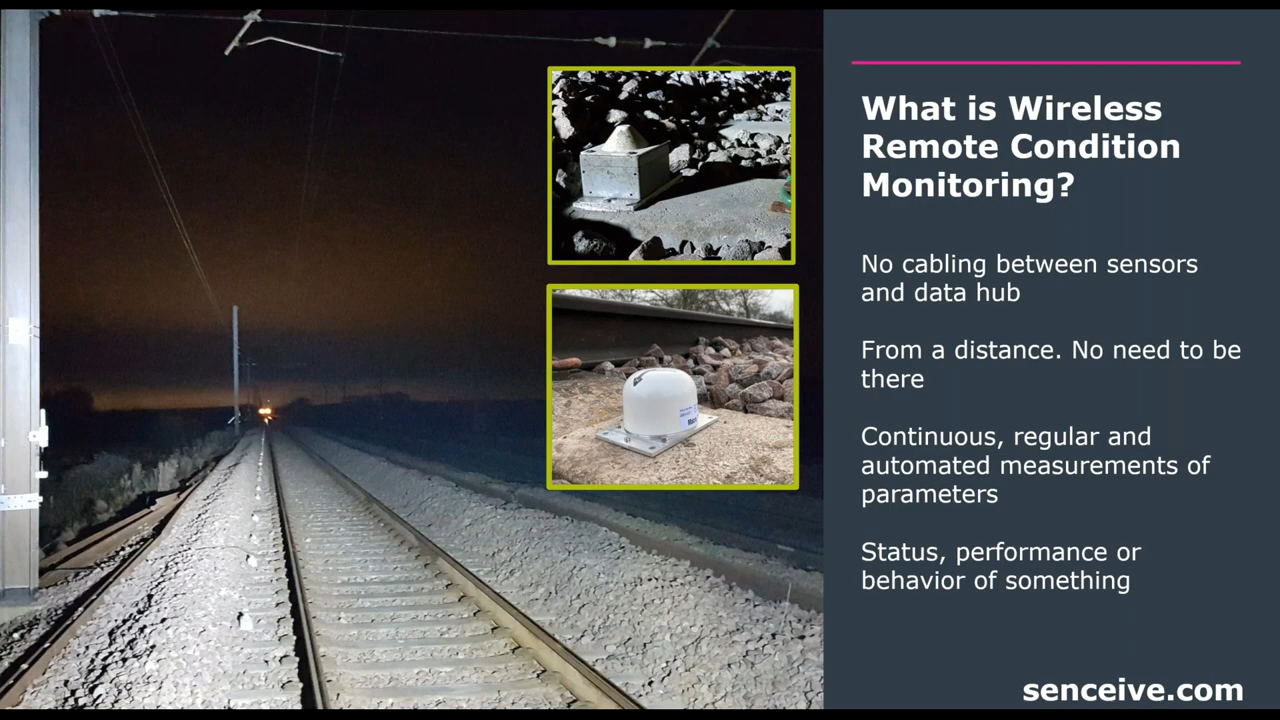 What is Wireless
Remote Condition
Monitoring?
No cabling between sensors
and data hub
From a distance. No need to be
there
Continuous, regular and
automated measurements of
parameters
Status, performance or
behavior of something
senceive.com